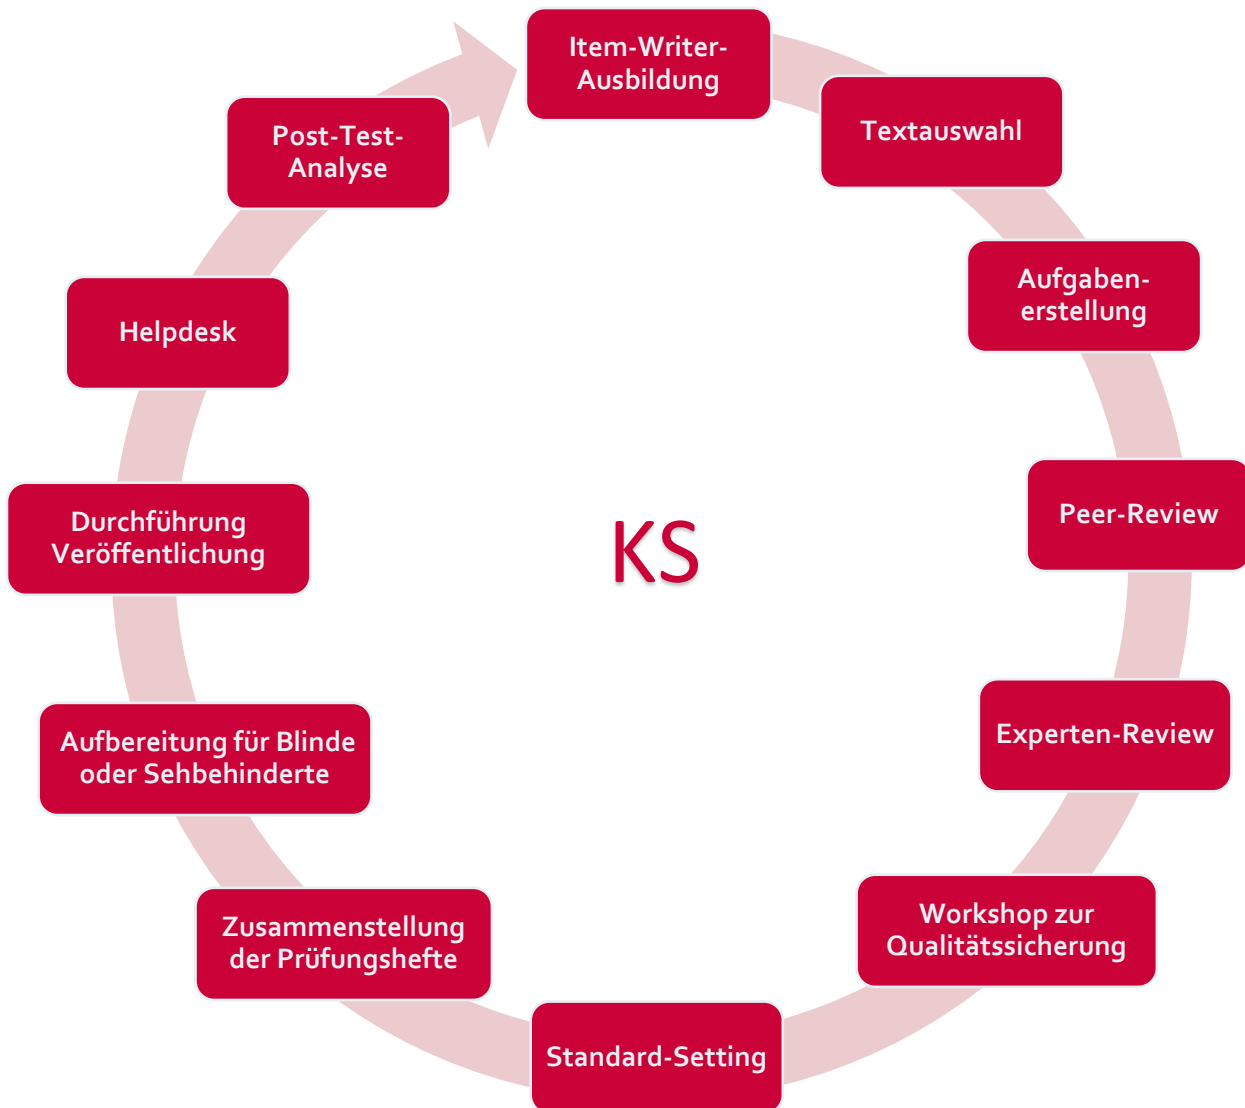 Item-Writer-
Ausbildung
Textauswahl
Aufgaben-
erstellung
Peer-Review
Experten-Review
Workshop zur
Qualitätssicherung
Standard-Setting
Zusammenstellung
der Prüfungshefte
Aufbereitung für Blinde
oder Sehbehinderte
Durchführung
Veröffentlichung
Helpdesk
Post-Test-
Analyse
KS